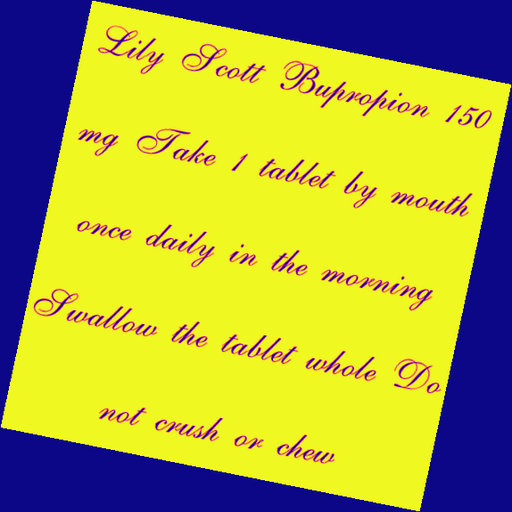 Lily Scott Bupropion 150
mg Take 1 tablet by mouth
once daily in the morning
Swallow the tablet whole Do
not crush or chew